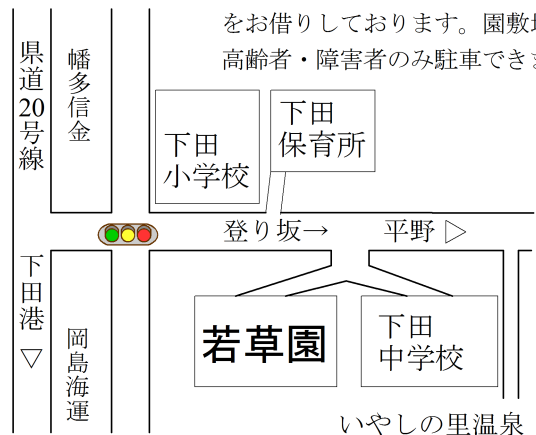 をお借りしております。園敷
高齢者・障害者のみ駐車できま
県道20号線
幡多信金
下田
小学校
下田
保育所
登り坂→
平野 ▷
下田港 ▽
岡島海運
若草園
下田
中学校
いやしの里温泉